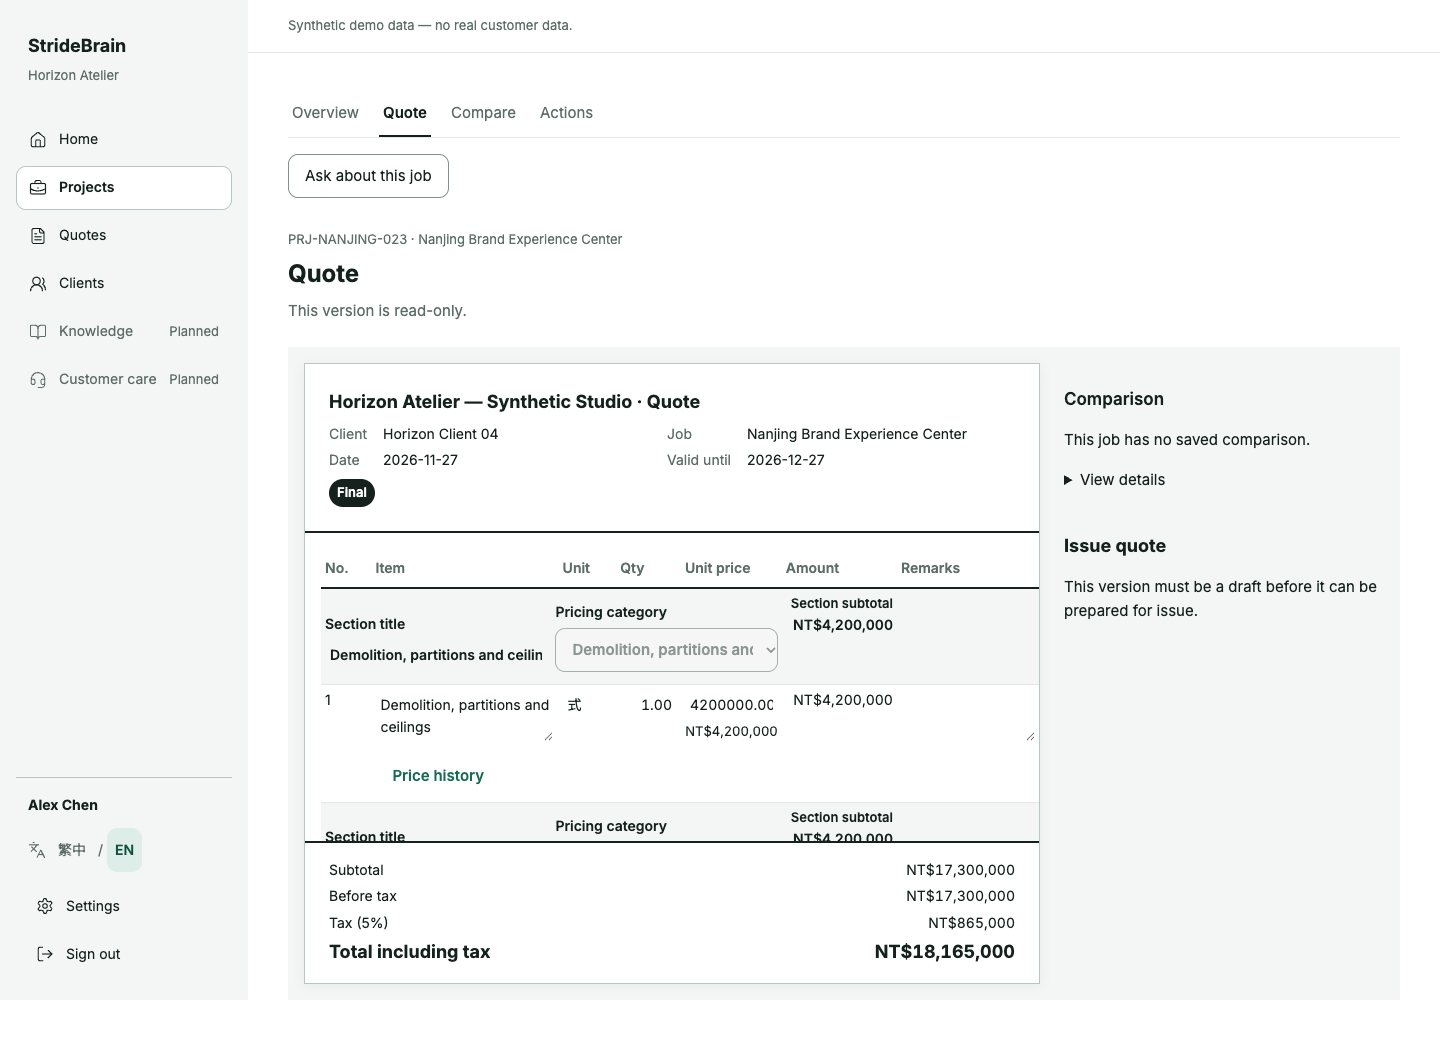 StrideBrain
Horizon Atelier
Home
Projects
Quotes
Clients
Knowledge Planned
Customer care Planned
Alex Chen
繁中 / EN
Settings
Sign out
Synthetic demo data — no real customer data.
Overview Quote Compare Actions
Ask about this job
PRJ-NANJING-023 · Nanjing Brand Experience Center
Quote
This version is read-only.
Horizon Atelier — Synthetic Studio · Quote
Client Horizon Client 04 Job Nanjing Brand Experience Center
Date 2026-11-27 Valid until 2026-12-27
Final
No. Item Unit Qty Unit price Amount Remarks
Section title
Demolition, partitions and ceilin
Pricing category
Demolition, partitions and
Section subtotal
NT$4,200,000
1 Demolition, partitions and ceilings 式 1.00 4200000.00 NT$4,200,000
NT$4,200,000
Price history
Section title
Pricing category
Section subtotal
NT$4,200,000
Subtotal NT$17,300,000
Before tax NT$17,300,000
Tax (5%) NT$865,000
Total including tax NT$18,165,000
Comparison
This job has no saved comparison.
View details
Issue quote
This version must be a draft before it can be
prepared for issue.